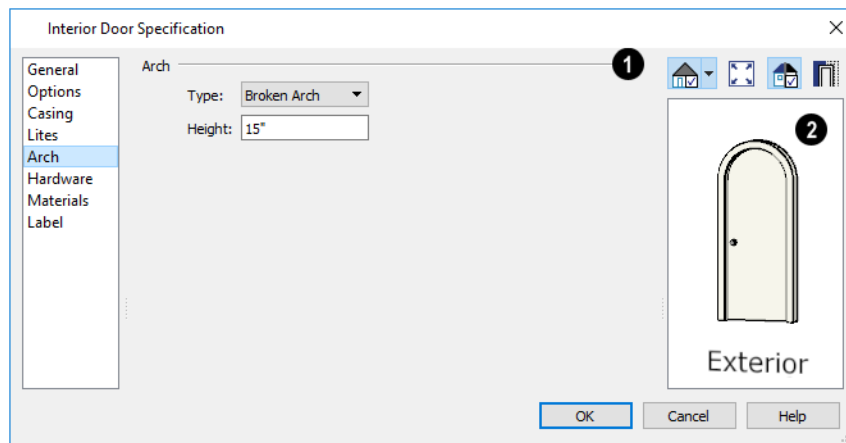 Interior Door Specification
General
Options
Casing
Lites
Arch
Hardware
Materials
Label
Arch
Type: Broken Arch
Height: 15"
1
2
Exterior
OK Cancel Help